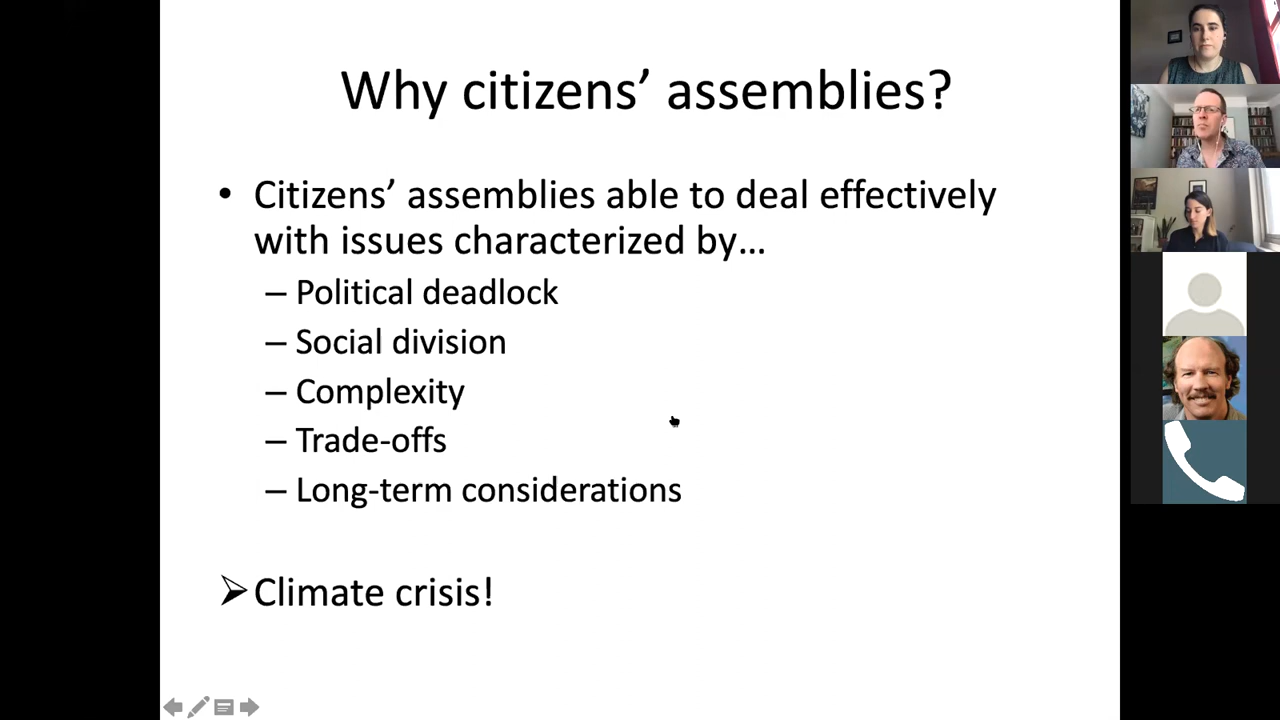 Why citizens’ assemblies?
• Citizens’ assemblies able to deal effectively
with issues characterized by…
– Political deadlock
– Social division
– Complexity
– Trade-offs
– Long-term considerations
➢ Climate crisis!